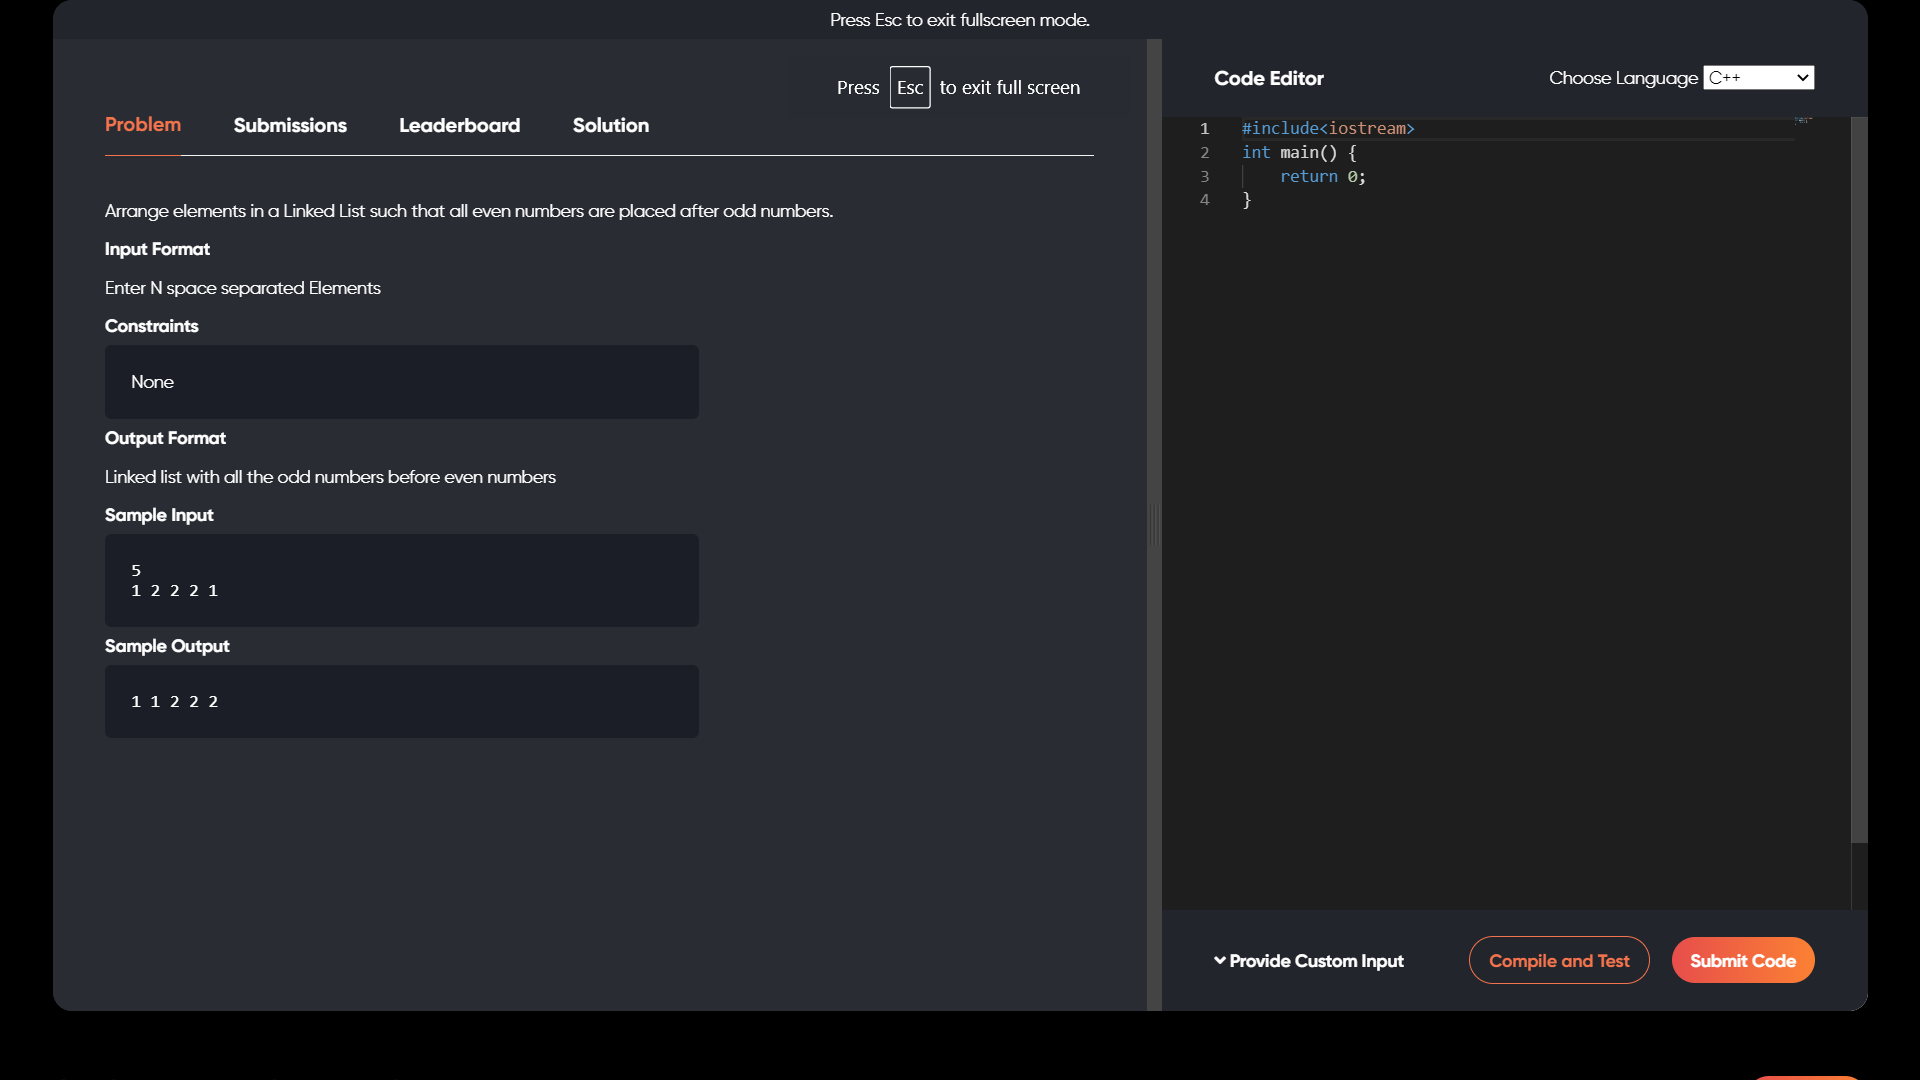 Press Esc to exit fullscreen mode.
Press Esc to exit full screen
Problem Submissions Leaderboard Solution
Arrange elements in a Linked List such that all even numbers are placed after odd numbers.
Input Format
Enter N space separated Elements
Constraints
None
Output Format
Linked list with all the odd numbers before even numbers
Sample Input
5
1 2 2 2 1
Sample Output
1 1 2 2 2
Code Editor
Choose Language C++
1 #include<iostream>
2 int main() {
3 return 0;
4 }
Provide Custom Input
Compile and Test
Submit Code